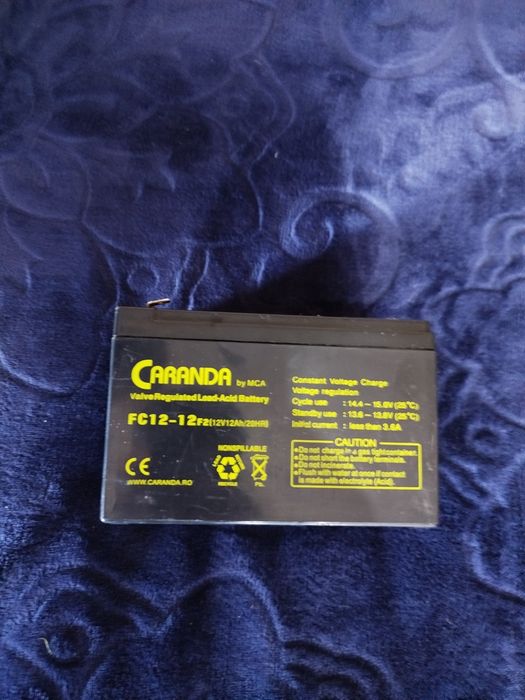 CARANDA by MCA
Valve Regulated Lead-Acid Battery
FC12-12F2(12V12Ah/20HR)
NONSPILLABLE
CE
WWW.CARANDA.RO
Pb.
Constant Voltage Charge
Voltage regulation
Cycle use : 14.4 - 15.0V (25°C)
Standby use : 13.6 - 13.8V (25°C)
Initial current : less than 3.6A
CAUTION
●Do not charge in a gas tight container.
●Do not short the battery terminals.
●Do not incinerate.
●Flush with water at once if contact
is made with electrolyte (Acid).